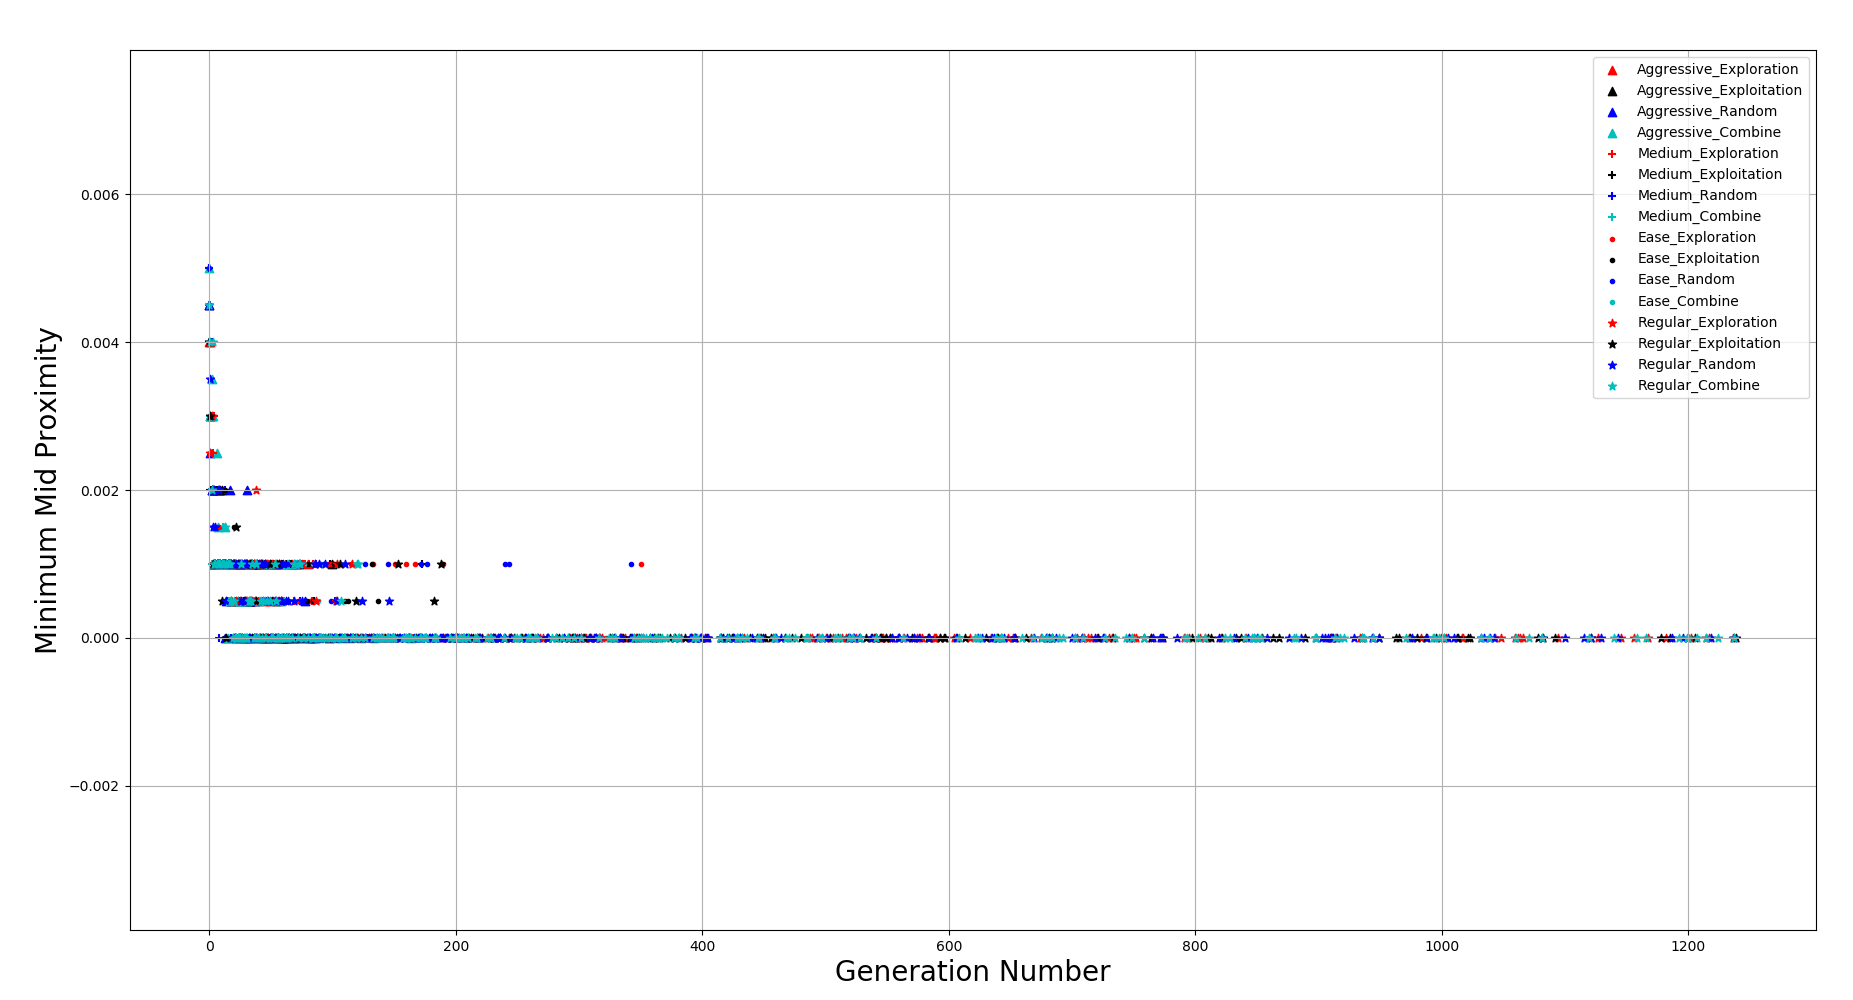 Aggressive_Exploration
Aggressive_Exploitation
Aggressive_Random
Aggressive_Combine
Medium_Exploration
Medium_Exploitation
Medium_Random
Medium_Combine
Ease_Exploration
Ease_Exploitation
Ease_Random
Ease_Combine
Regular_Exploration
Regular_Exploitation
Regular_Random
Regular_Combine
Minimum Mid Proximity
0.006
0.004
0.002
0.000
−0.002
0 200 400 600 800 1000 1200
Generation Number